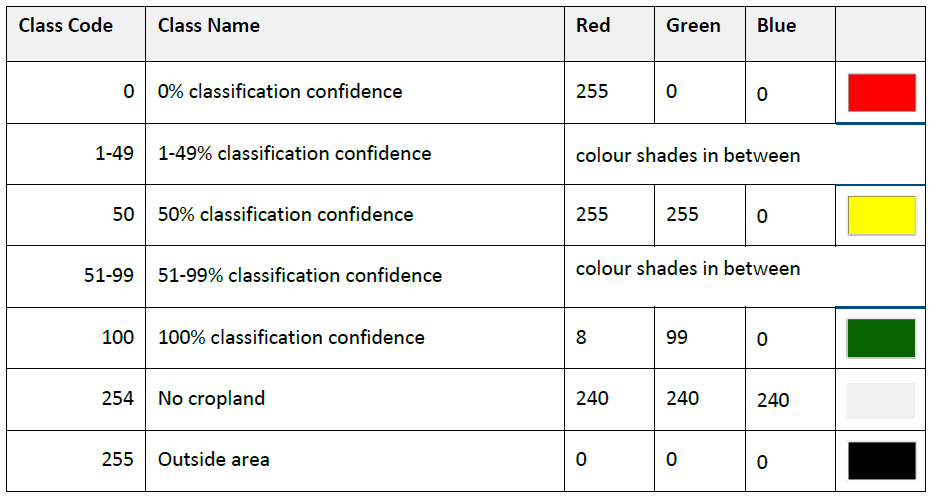 Class Code Class Name Red Green Blue
0 0% classification confidence 255 0 0
1-49 1-49% classification confidence colour shades in between
50 50% classification confidence 255 255 0
51-99 51-99% classification confidence colour shades in between
100 100% classification confidence 8 99 0
254 No cropland 240 240 240
255 Outside area 0 0 0